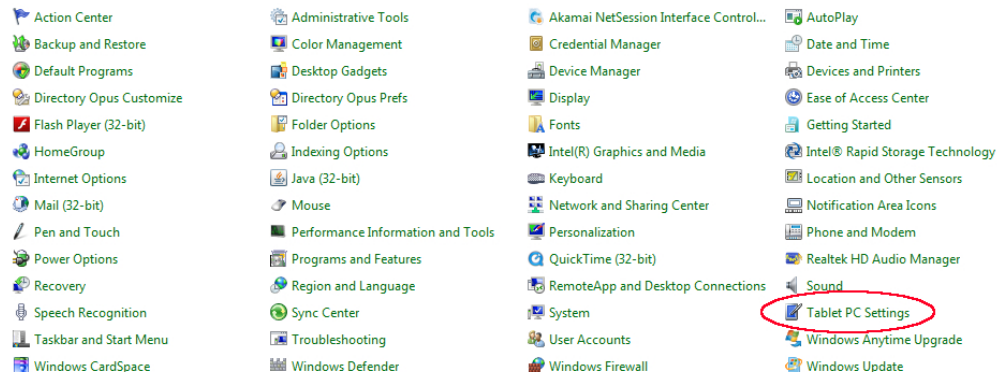 Action Center Administrative Tools Akamai NetSession Interface Control... AutoPlay
Backup and Restore Color Management Credential Manager Date and Time
Default Programs Desktop Gadgets Device Manager Devices and Printers
Directory Opus Customize Directory Opus Prefs Display Ease of Access Center
Flash Player (32-bit) Folder Options Fonts Getting Started
HomeGroup Indexing Options Intel(R) Graphics and Media Intel® Rapid Storage Technology
Internet Options Java (32-bit) Keyboard Location and Other Sensors
Mail (32-bit) Mouse Network and Sharing Center Notification Area Icons
Pen and Touch Performance Information and Tools Personalization Phone and Modem
Power Options Programs and Features QuickTime (32-bit) Realtek HD Audio Manager
Recovery Region and Language RemoteApp and Desktop Connections Sound
Speech Recognition Sync Center System Tablet PC Settings
Taskbar and Start Menu Troubleshooting User Accounts Windows Anytime Upgrade
Windows CardSpace Windows Defender Windows Firewall Windows Update